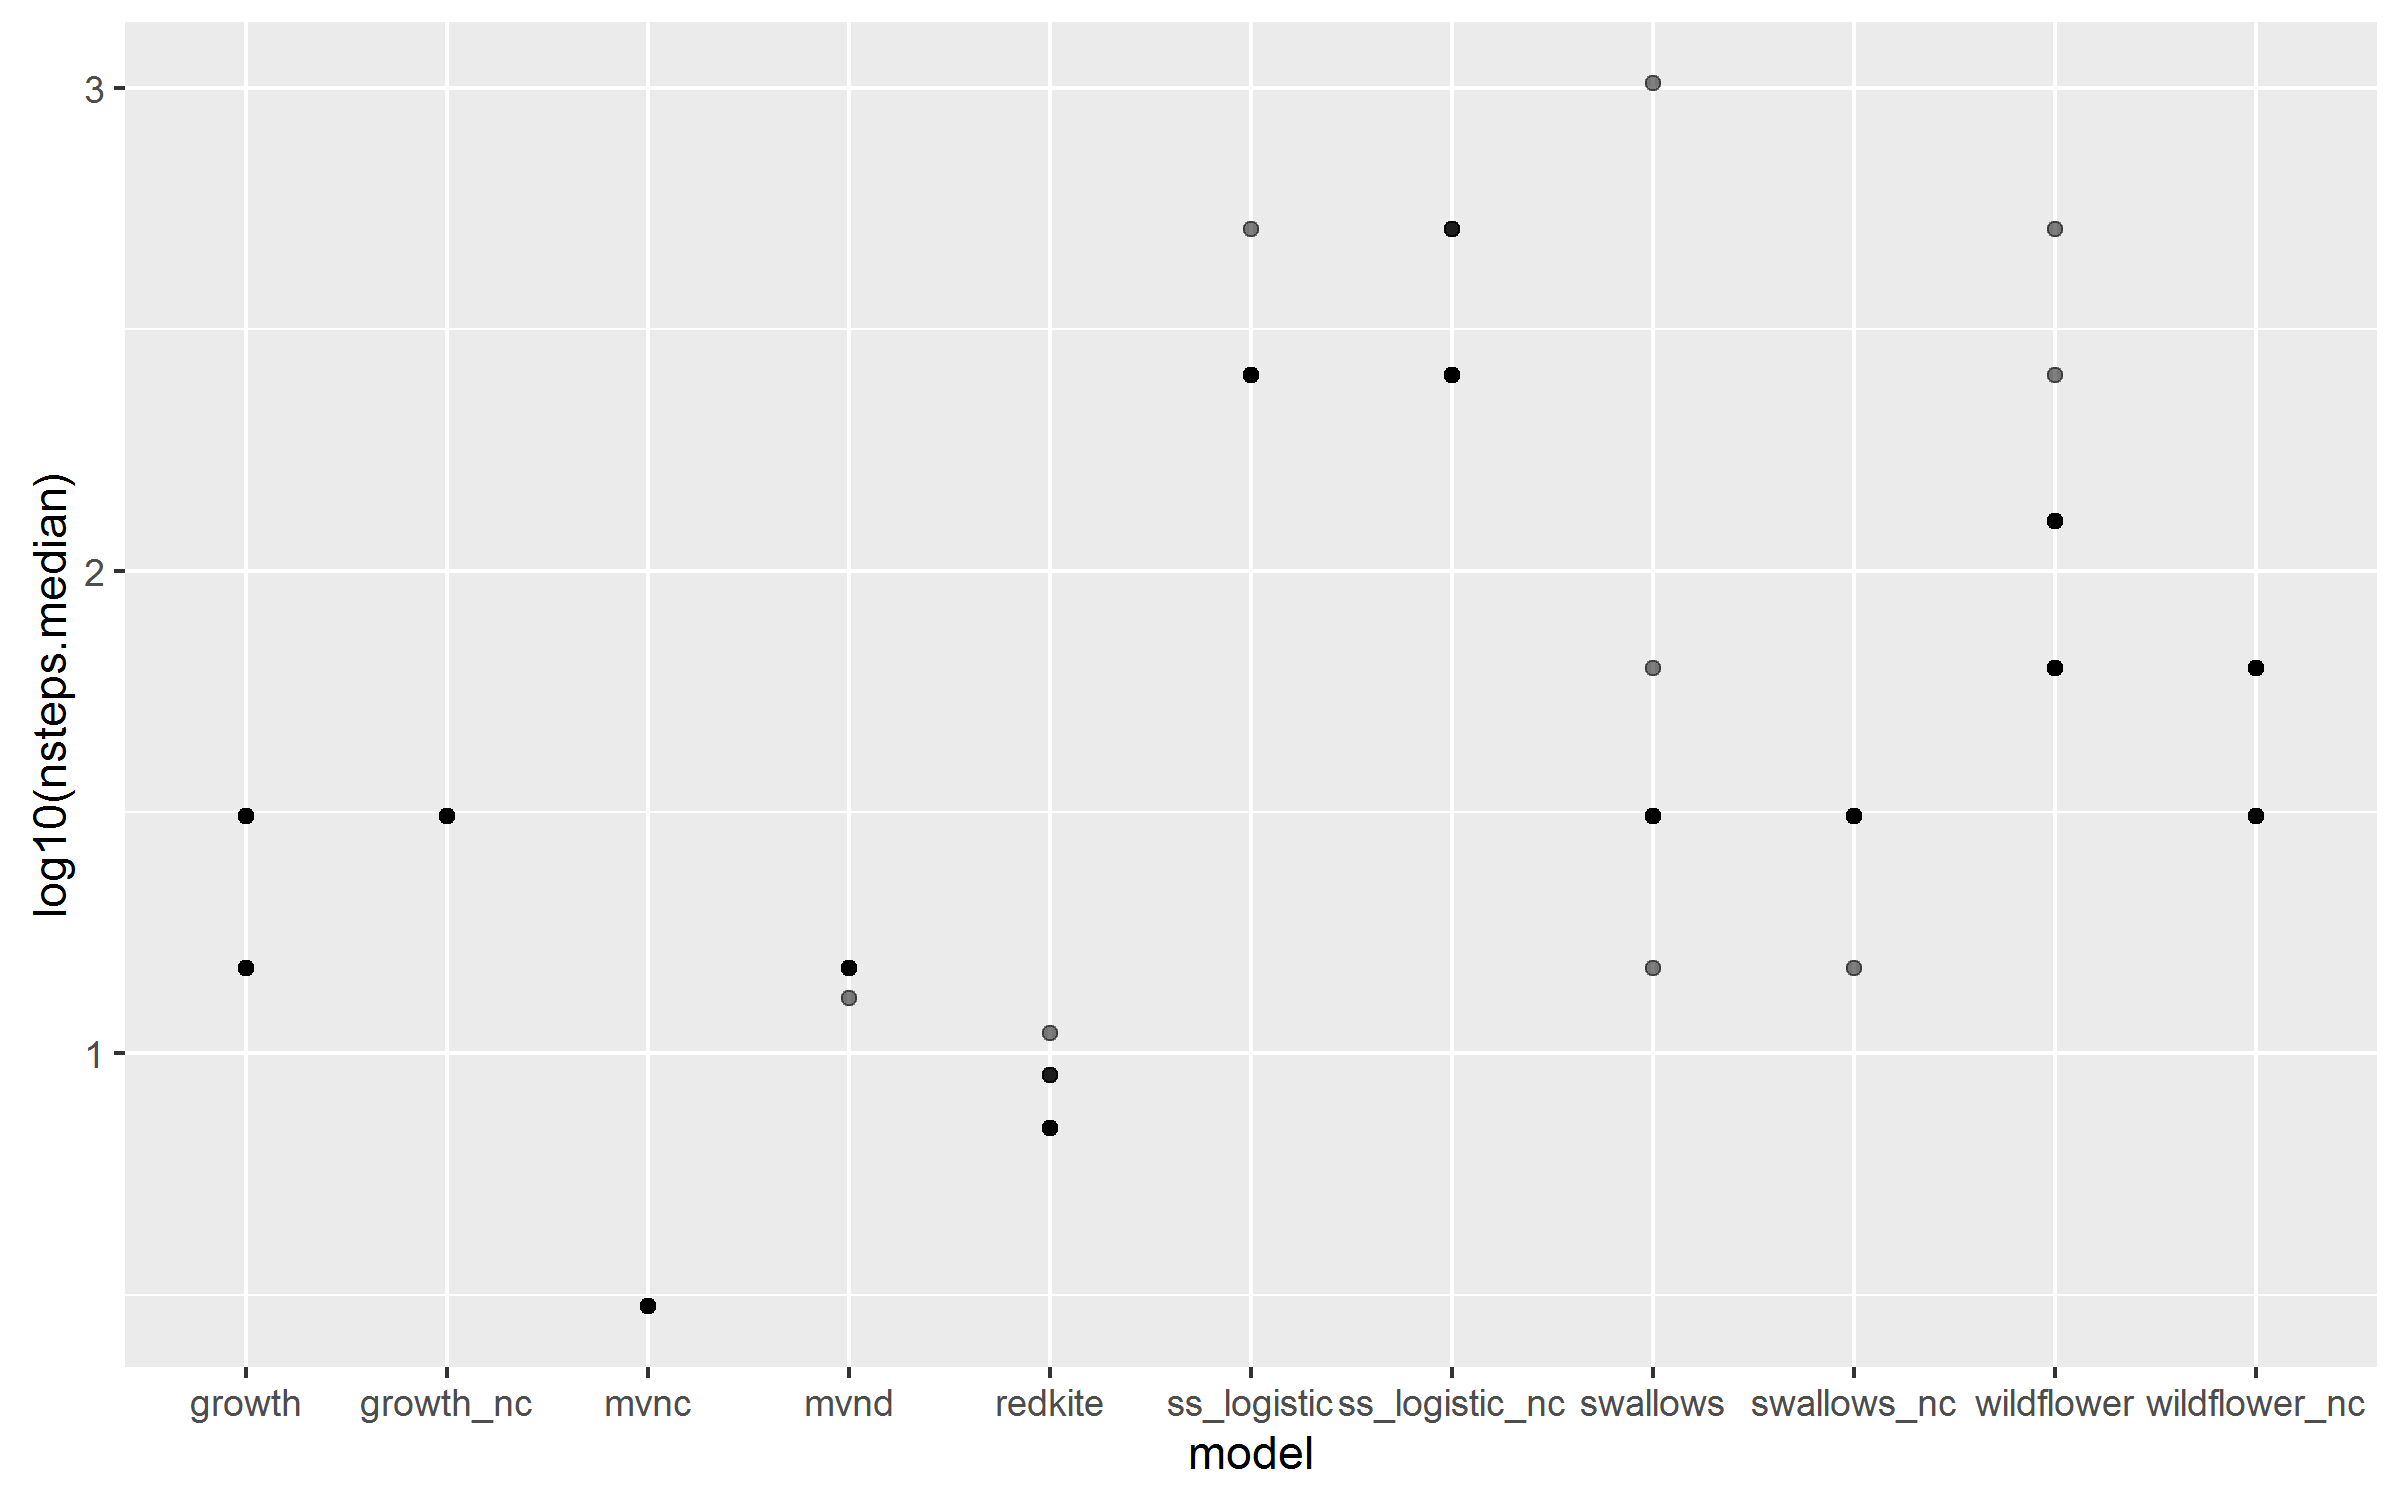 log10(nsteps.median)
3
2
1
growth growth_nc mvnc mvnd redkite ss_logistic ss_logistic_nc swallows swallows_nc wildflower wildflower_nc
model